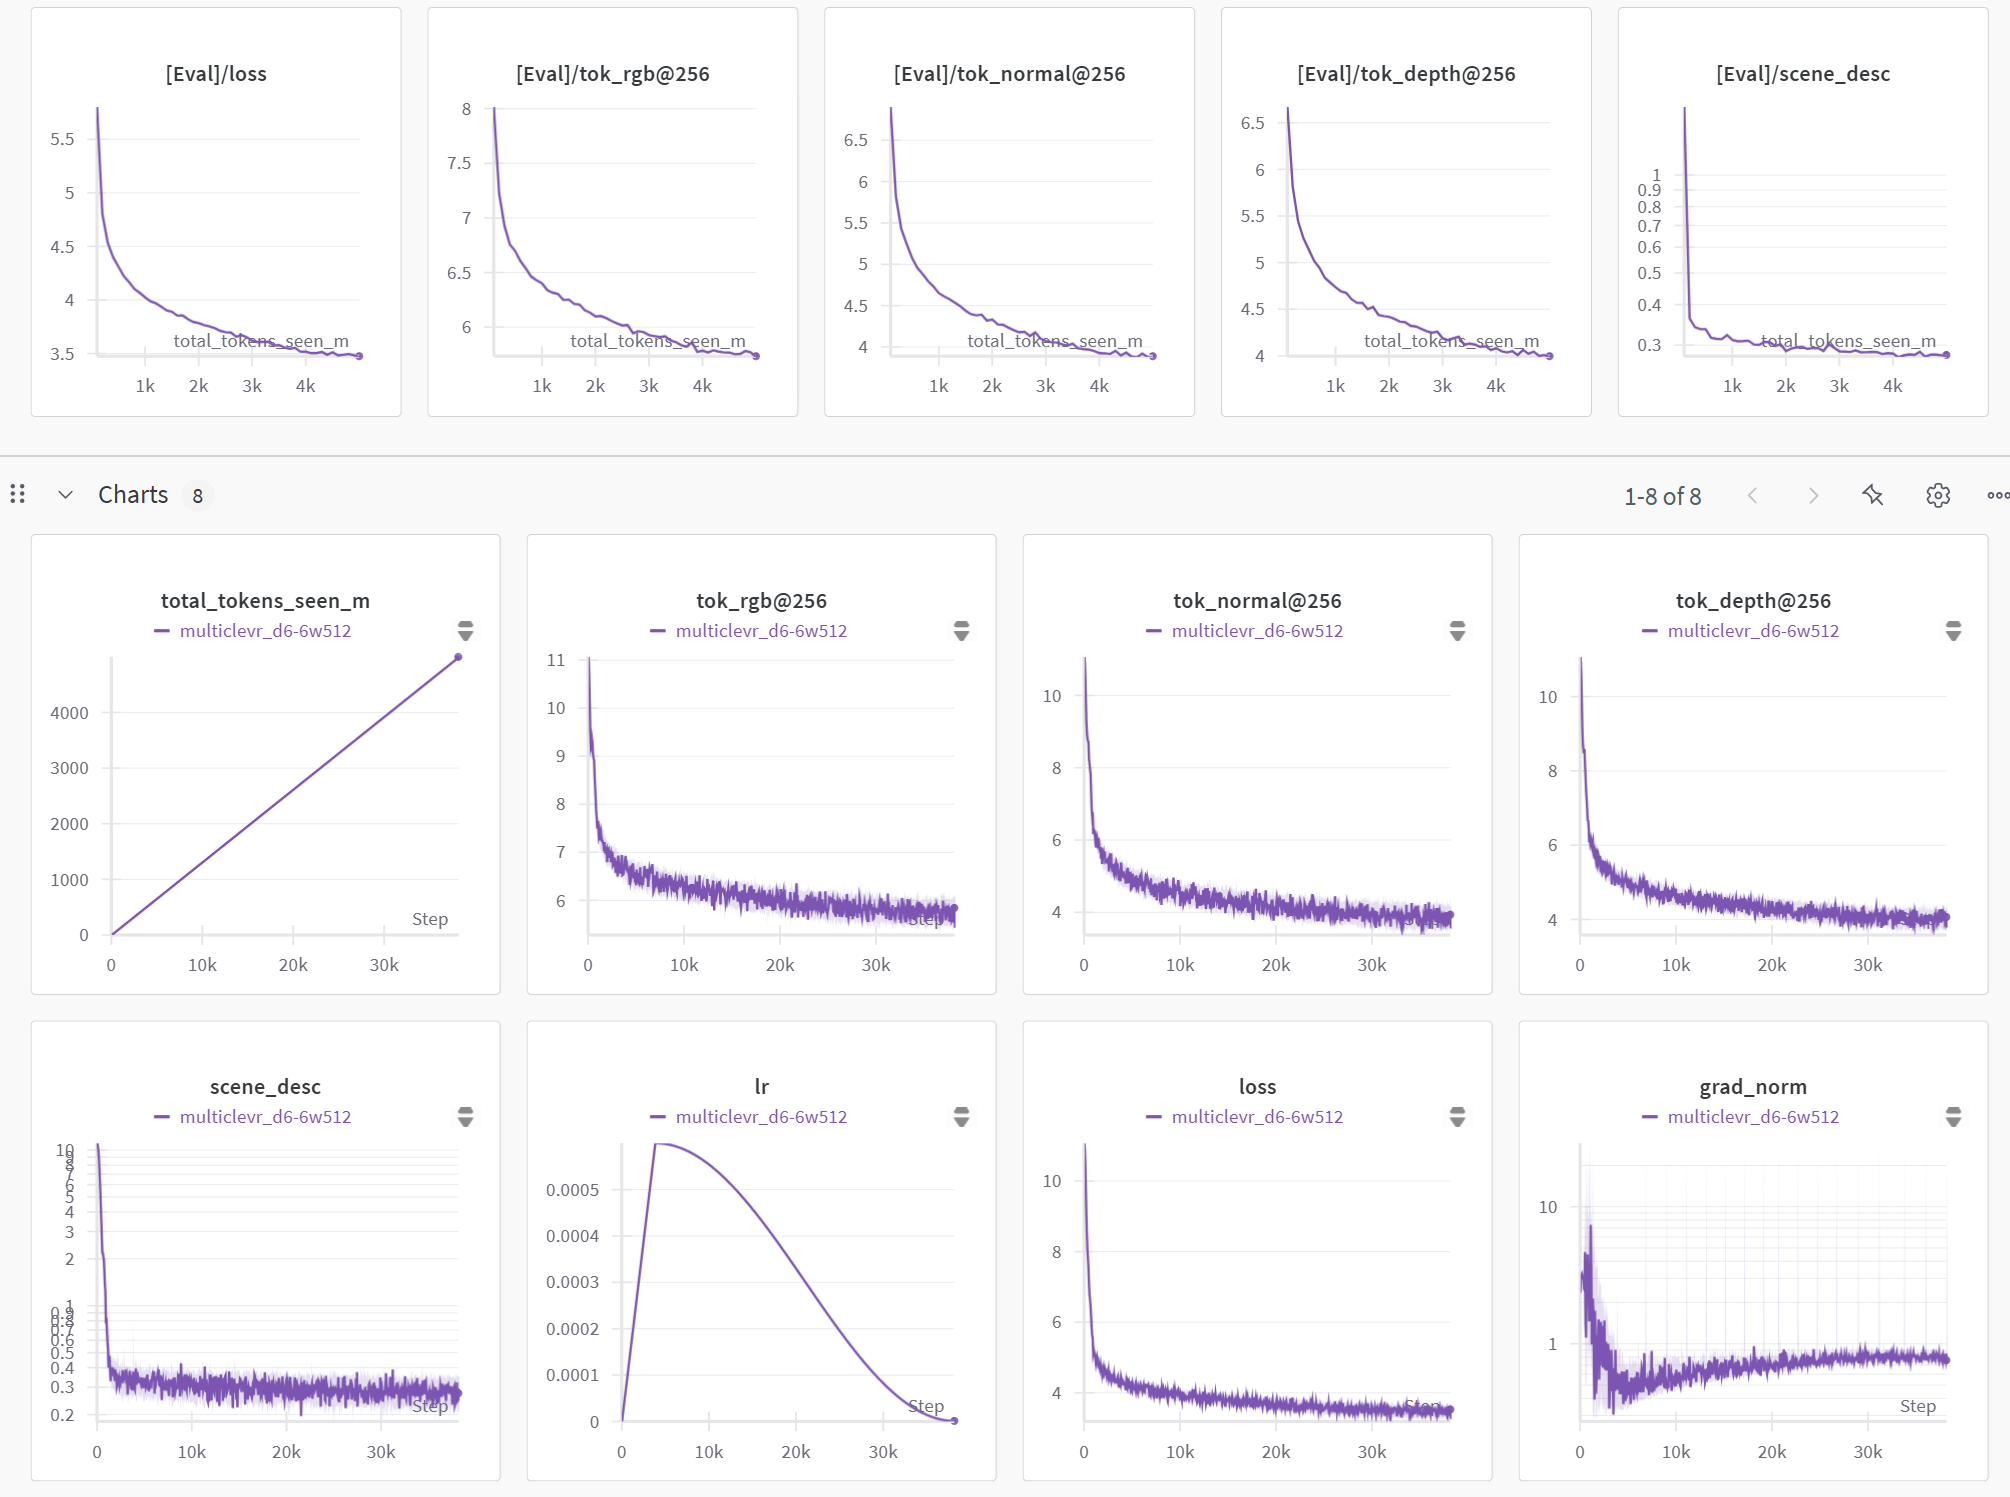 [Eval]/loss
5.5
5
4.5
4
3.5
total_tokens_seen_m
1k 2k 3k 4k
[Eval]/tok_rgb@256
8
7.5
7
6.5
6
total_tokens_seen_m
1k 2k 3k 4k
[Eval]/tok_normal@256
6.5
6
5.5
5
4.5
4
total_tokens_seen_m
1k 2k 3k 4k
[Eval]/tok_depth@256
6.5
6
5.5
5
4.5
4
total_tokens_seen_m
1k 2k 3k 4k
[Eval]/scene_desc
1
0.9
0.8
0.7
0.6
0.5
0.4
0.3
total_tokens_seen_m
1k 2k 3k 4k
Charts 8
1-8 of 8
total_tokens_seen_m
multiclevr_d6-6w512
4000
3000
2000
1000
0
Step
0 10k 20k 30k
tok_rgb@256
multiclevr_d6-6w512
11
10
9
8
7
6
Step
0 10k 20k 30k
tok_normal@256
multiclevr_d6-6w512
10
8
6
4
Step
0 10k 20k 30k
tok_depth@256
multiclevr_d6-6w512
10
8
6
4
Step
0 10k 20k 30k
scene_desc
multiclevr_d6-6w512
10
9
8
7
6
5
4
3
2
1
0.9
0.8
0.7
0.6
0.5
0.4
0.3
0.2
Step
0 10k 20k 30k
lr
multiclevr_d6-6w512
0.0005
0.0004
0.0003
0.0002
0.0001
0
Step
0 10k 20k 30k
loss
multiclevr_d6-6w512
10
8
6
4
Step
0 10k 20k 30k
grad_norm
multiclevr_d6-6w512
10
1
Step
0 10k 20k 30k